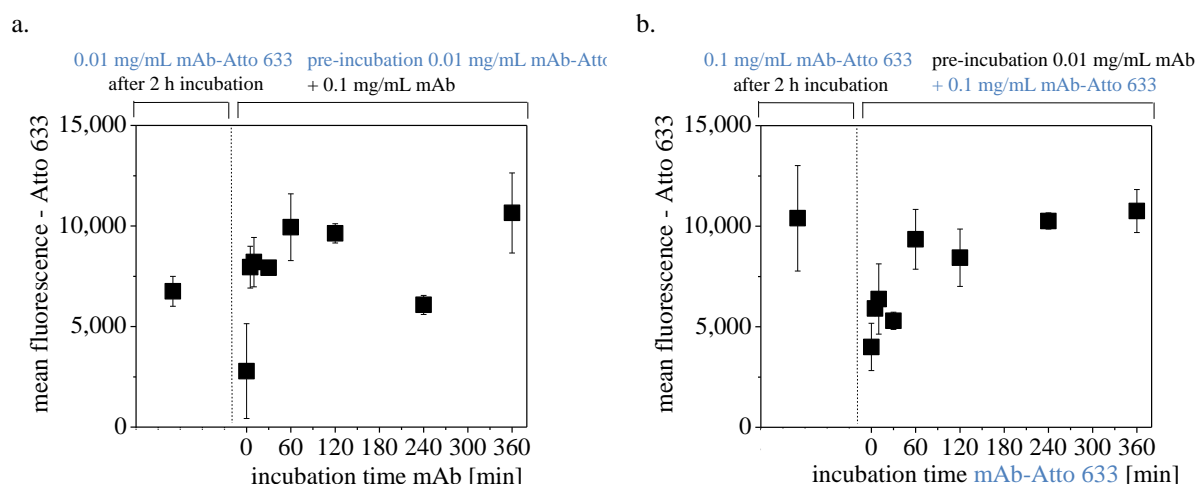 a.
0.01 mg/mL mAb-Atto 633 pre-incubation 0.01 mg/mL mAb-Atto
after 2 h incubation + 0.1 mg/mL mAb
15,000
10,000
5,000
0
mean fluorescence - Atto 633
0 60 120 180 240 300 360
incubation time mAb [min]
b.
0.1 mg/mL mAb-Atto 633 pre-incubation 0.01 mg/mL mAb
after 2 h incubation + 0.1 mg/mL mAb-Atto 633
15,000
10,000
5,000
0
mean fluorescence - Atto 633
0 60 120 180 240 300 360
incubation time mAb-Atto 633 [min]